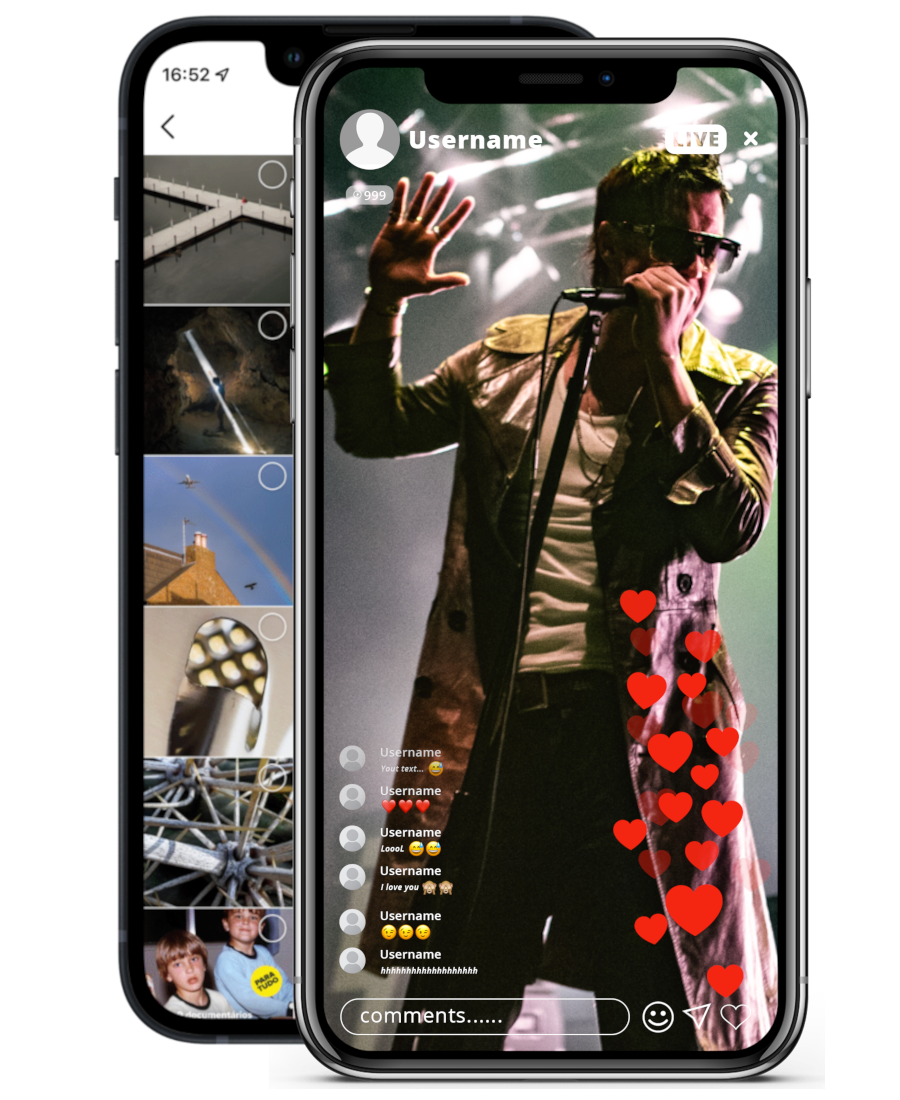 16:52
Username
LIVE
999
Username
Yout text...
Username
Username
LoooL
Username
I love you
Username
Username
hhhhhhhhhhhhhhhhhhh
comments......
PARA
TUDO
documentários